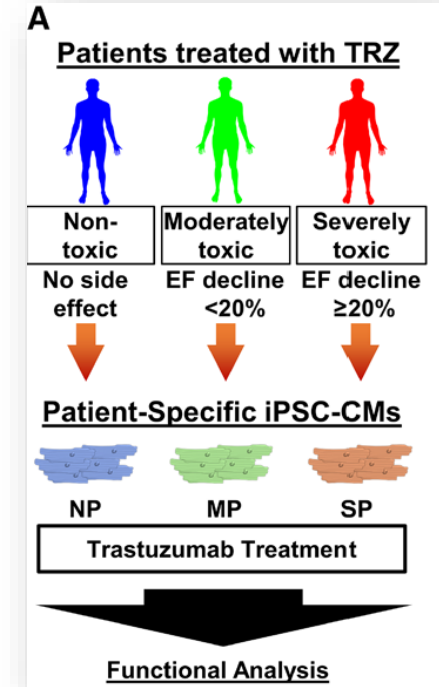 A
Patients treated with TRZ
Non-
toxic
Moderately
toxic
Severely
toxic
No side
effect
EF decline
<20%
EF decline
≥20%
Patient-Specific iPSC-CMs
NP
MP
SP
Trastuzumab Treatment
Functional Analysis